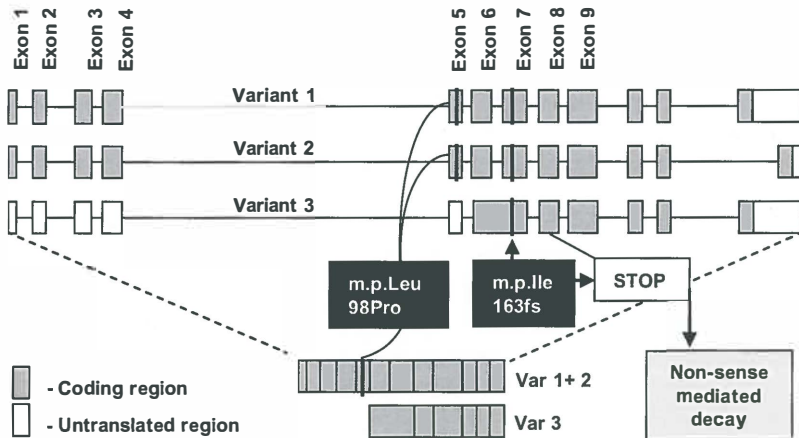 Exon 1
Exon 2
Exon 3
Exon 4
Exon 5
Exon 6
Exon 7
Exon 8
Exon 9
Variant 1
Variant 2
Variant 3
m.p.Leu
98Pro
m.p.Ile
163fs
STOP
- Coding region
- Untranslated region
Var 1+ 2
Var 3
Non-sense
mediated
decay